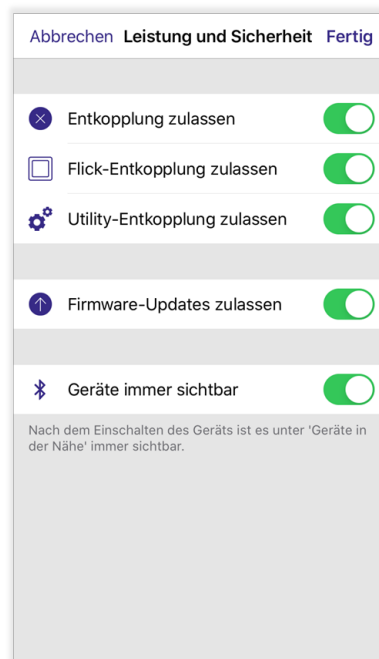 Abbrechen Leistung und Sicherheit Fertig
Entkopplung zulassen
Flick-Entkopplung zulassen
Utility-Entkopplung zulassen
Firmware-Updates zulassen
Geräte immer sichtbar
Nach dem Einschalten des Geräts ist es unter 'Geräte in
der Nähe' immer sichtbar.